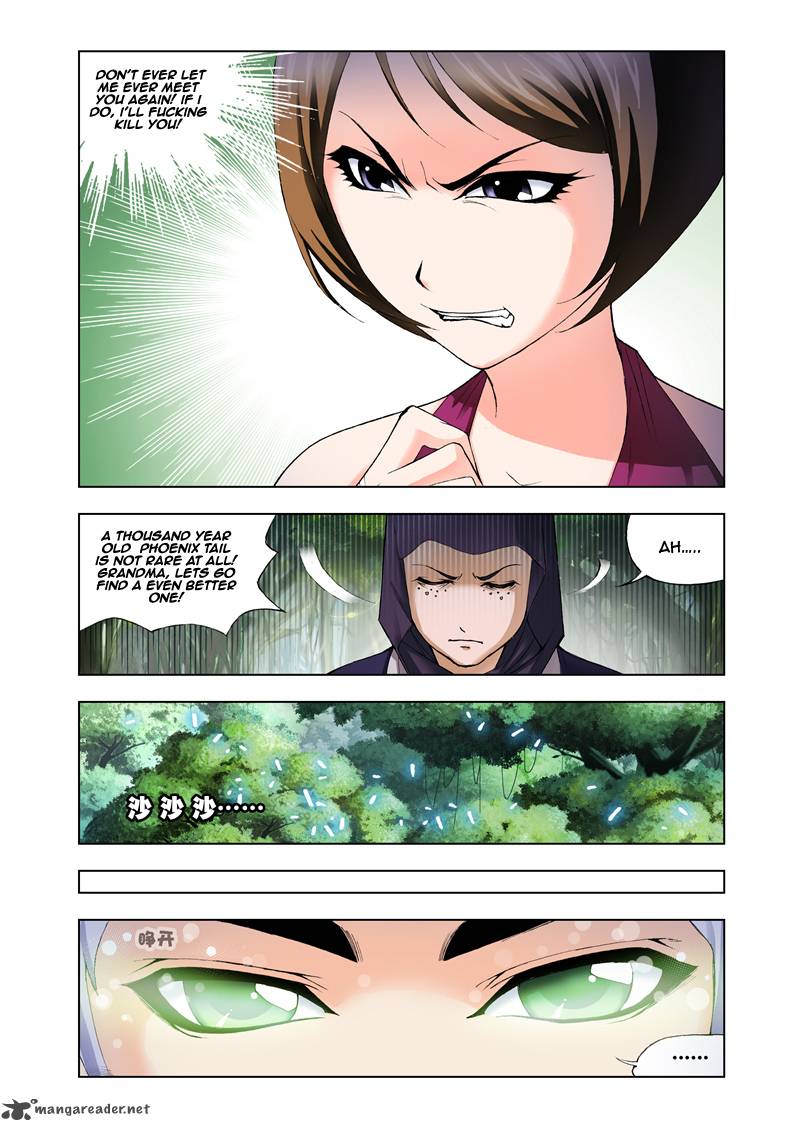 DON'T EVER LET
ME EVER MEET
YOU AGAIN! IF I
DO, I'LL FUCKING
KILL YOU!
A THOUSAND YEAR
OLD PHOENIX TAIL
IS NOT RARE AT ALL!
GRANDMA, LETS GO
FIND A EVEN BETTER
ONE!
AH.....
沙沙沙……
睁开
......
mangareader.net